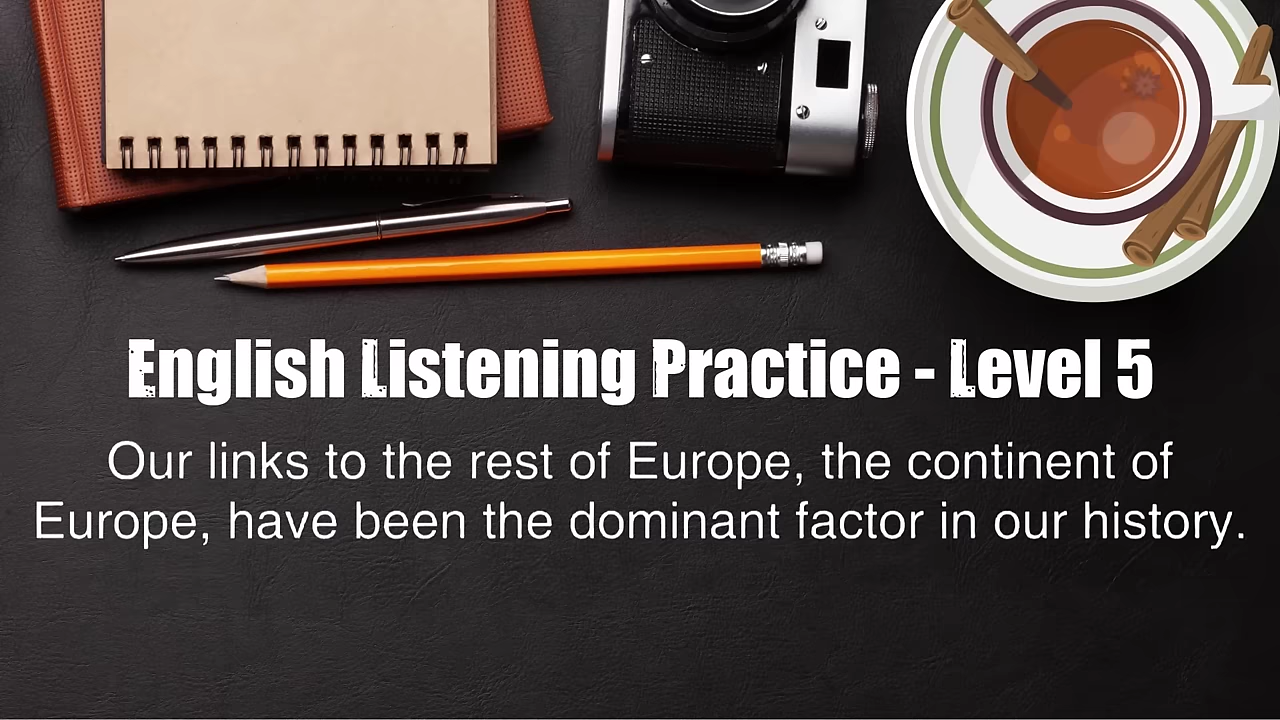 English Listening Practice - Level 5
Our links to the rest of Europe, the continent of
Europe, have been the dominant factor in our history.